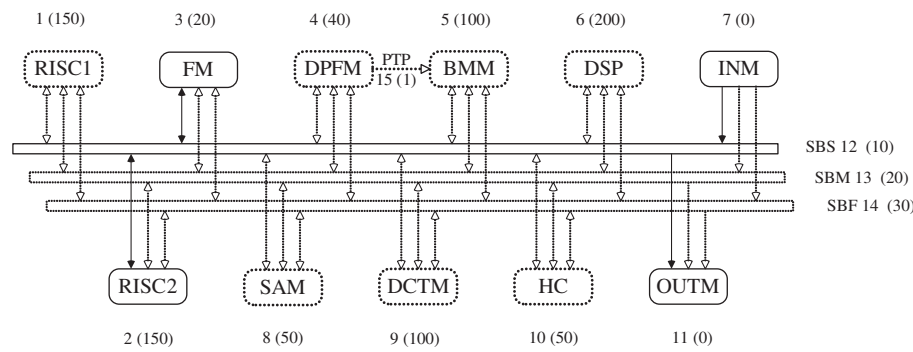 1 (150) 3 (20) 4 (40) 5 (100) 6 (200) 7 (0)
RISC1 FM DPFM PTP BMM DSP INM
15 (1)
SBS 12 (10)
SBM 13 (20)
SBF 14 (30)
RISC2 SAM DCTM HC OUTM
2 (150) 8 (50) 9 (100) 10 (50) 11 (0)